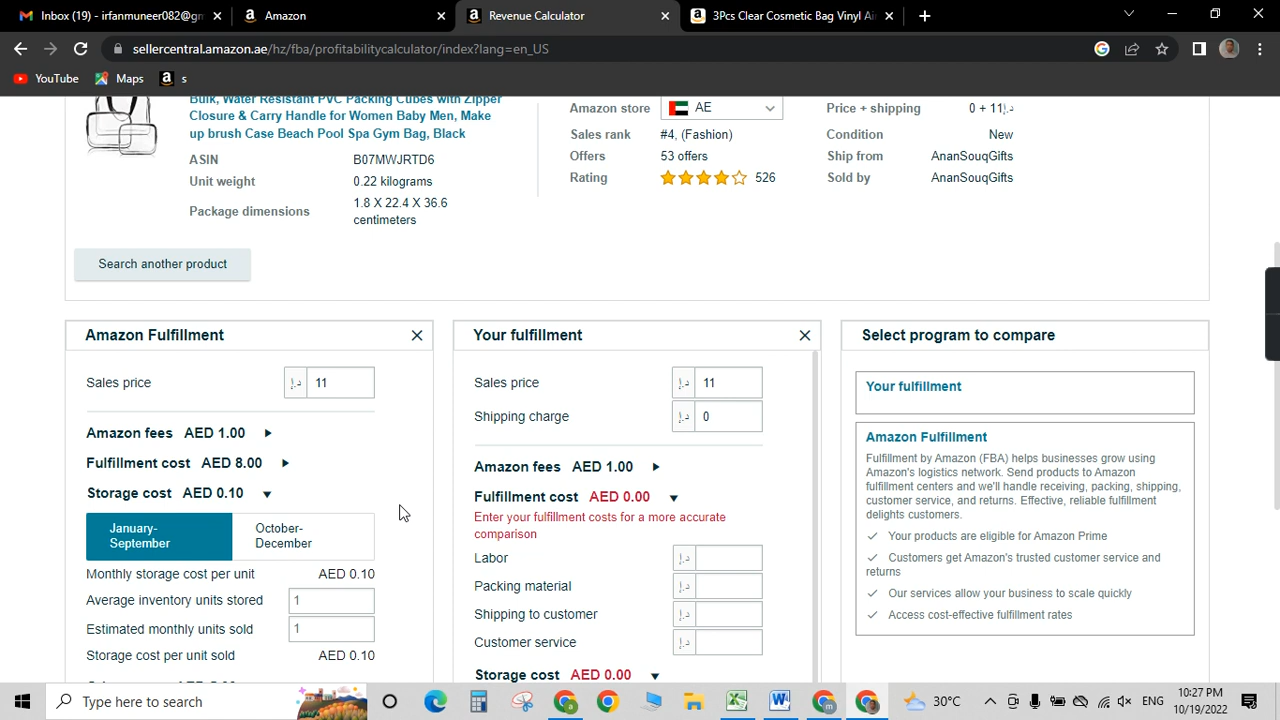 Inbox (19) - irfanmuneer082@gm
Amazon
Revenue Calculator
3Pcs Clear Cosmetic Bag Vinyl Air
sellercentral.amazon.ae/hz/fba/profitabilitycalculator/index?lang=en_US
YouTube
Maps
s
Bulk, Water Resistant PVC Packing Cubes with Zipper
Closure & Carry Handle for Women Baby Men, Make
up brush Case Beach Pool Spa Gym Bag, Black
ASIN B07MWJRTD6
Unit weight 0.22 kilograms
Package dimensions 1.8 X 22.4 X 36.6
centimeters
Amazon store AE
Sales rank #4, (Fashion)
Offers 53 offers
Rating 526
Price + shipping 0 + 11د.إ.
Condition New
Ship from AnanSouqGifts
Sold by AnanSouqGifts
Search another product
Amazon Fulfillment
Sales price د.إ. 11
Amazon fees AED 1.00
Fulfillment cost AED 8.00
Storage cost AED 0.10
January-
September
October-
December
Monthly storage cost per unit AED 0.10
Average inventory units stored 1
Estimated monthly units sold 1
Storage cost per unit sold AED 0.10
Your fulfillment
Sales price د.إ. 11
Shipping charge د.إ. 0
Amazon fees AED 1.00
Fulfillment cost AED 0.00
Enter your fulfillment costs for a more accurate
comparison
Labor د.إ.
Packing material د.إ.
Shipping to customer د.إ.
Customer service د.إ.
Storage cost AED 0.00
Select program to compare
Your fulfillment
Amazon Fulfillment
Fulfillment by Amazon (FBA) helps businesses grow using
Amazon's logistics network. Send products to Amazon
fulfillment centers and we'll handle receiving, packing, shipping,
customer service, and returns. Effective, reliable fulfillment
delights customers.
Your products are eligible for Amazon Prime
Customers get Amazon's trusted customer service and
returns
Our services allow your business to scale quickly
Access cost-effective fulfillment rates
Type here to search
30°C
ENG
10:27 PM
10/19/2022